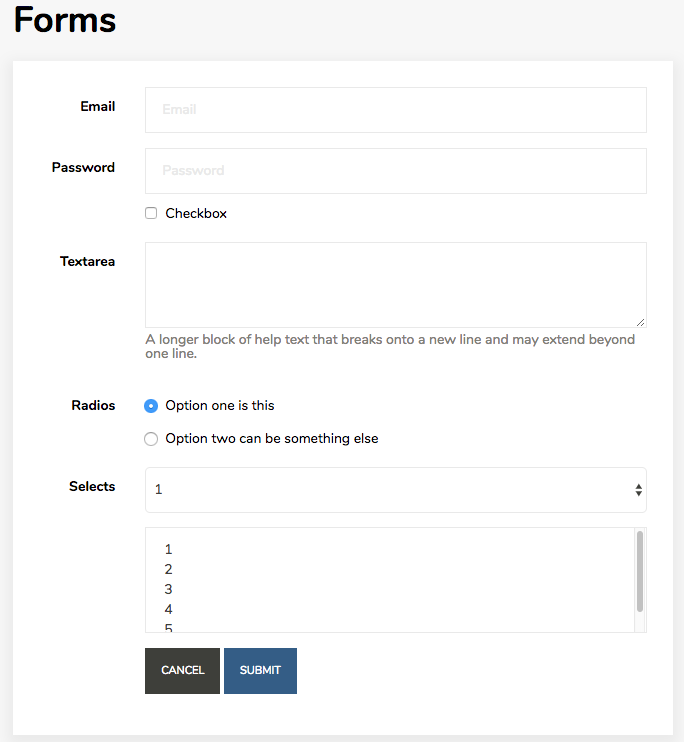 Forms
Email
Email
Password
Password
Checkbox
Textarea
A longer block of help text that breaks onto a new line and may extend beyond
one line.
Radios
Option one is this
Option two can be something else
Selects
1
1
2
3
4
5
CANCEL
SUBMIT